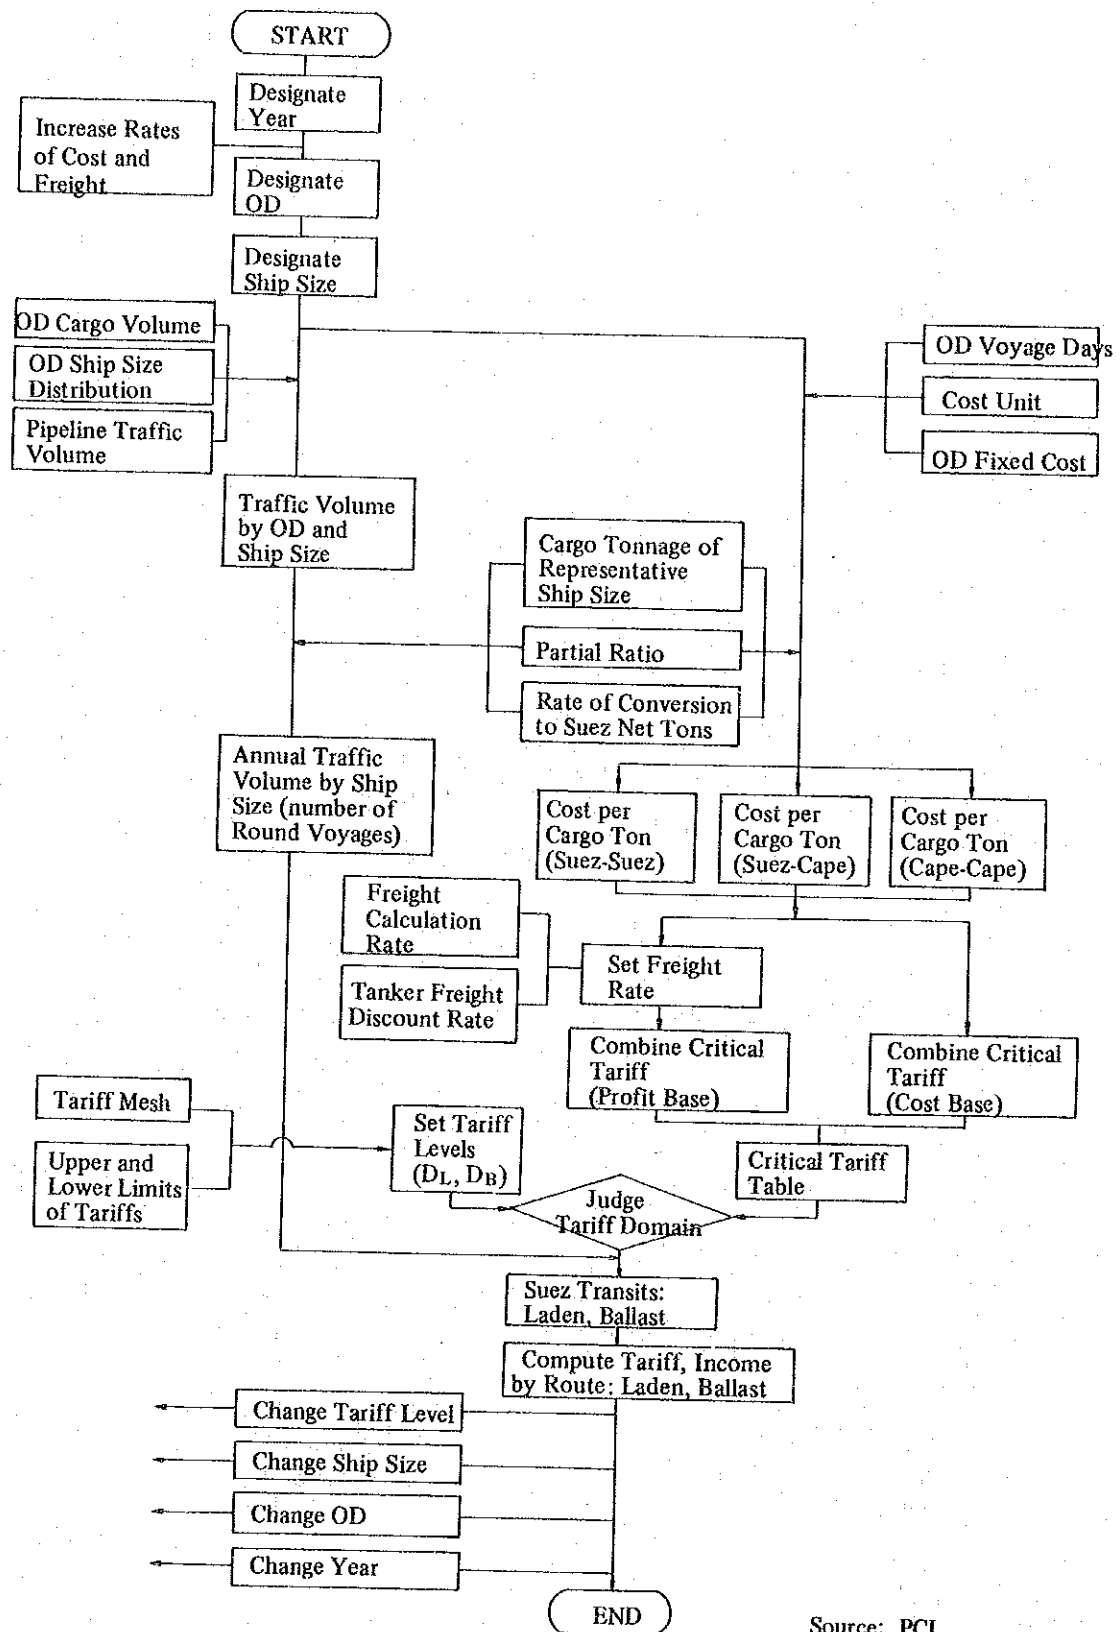 START
Designate
Year
Increase Rates
of Cost and
Freight
Designate
OD
Designate
Ship Size
OD Cargo Volume
OD Ship Size
Distribution
Pipeline Traffic
Volume
OD Voyage Days
Cost Unit
OD Fixed Cost
Traffic Volume
by OD and
Ship Size
Cargo Tonnage of
Representative
Ship Size
Partial Ratio
Rate of Conversion
to Suez Net Tons
Annual Traffic
Volume by Ship
Size (number of
Round Voyages)
Cost per
Cargo Ton
(Suez-Suez)
Cost per
Cargo Ton
(Suez-Cape)
Cost per
Cargo Ton
(Cape-Cape)
Freight
Calculation
Rate
Tanker Freight
Discount Rate
Set Freight
Rate
Combine Critical
Tariff
(Profit Base)
Combine Critical
Tariff
(Cost Base)
Tariff Mesh
Upper and
Lower Limits
of Tariffs
Set Tariff
Levels
(DL, DB)
Critical Tariff
Table
Judge
Tariff Domain
Suez Transits:
Laden, Ballast
Compute Tariff, Income
by Route: Laden, Ballast
Change Tariff Level
Change Ship Size
Change OD
Change Year
END
Source: PCI